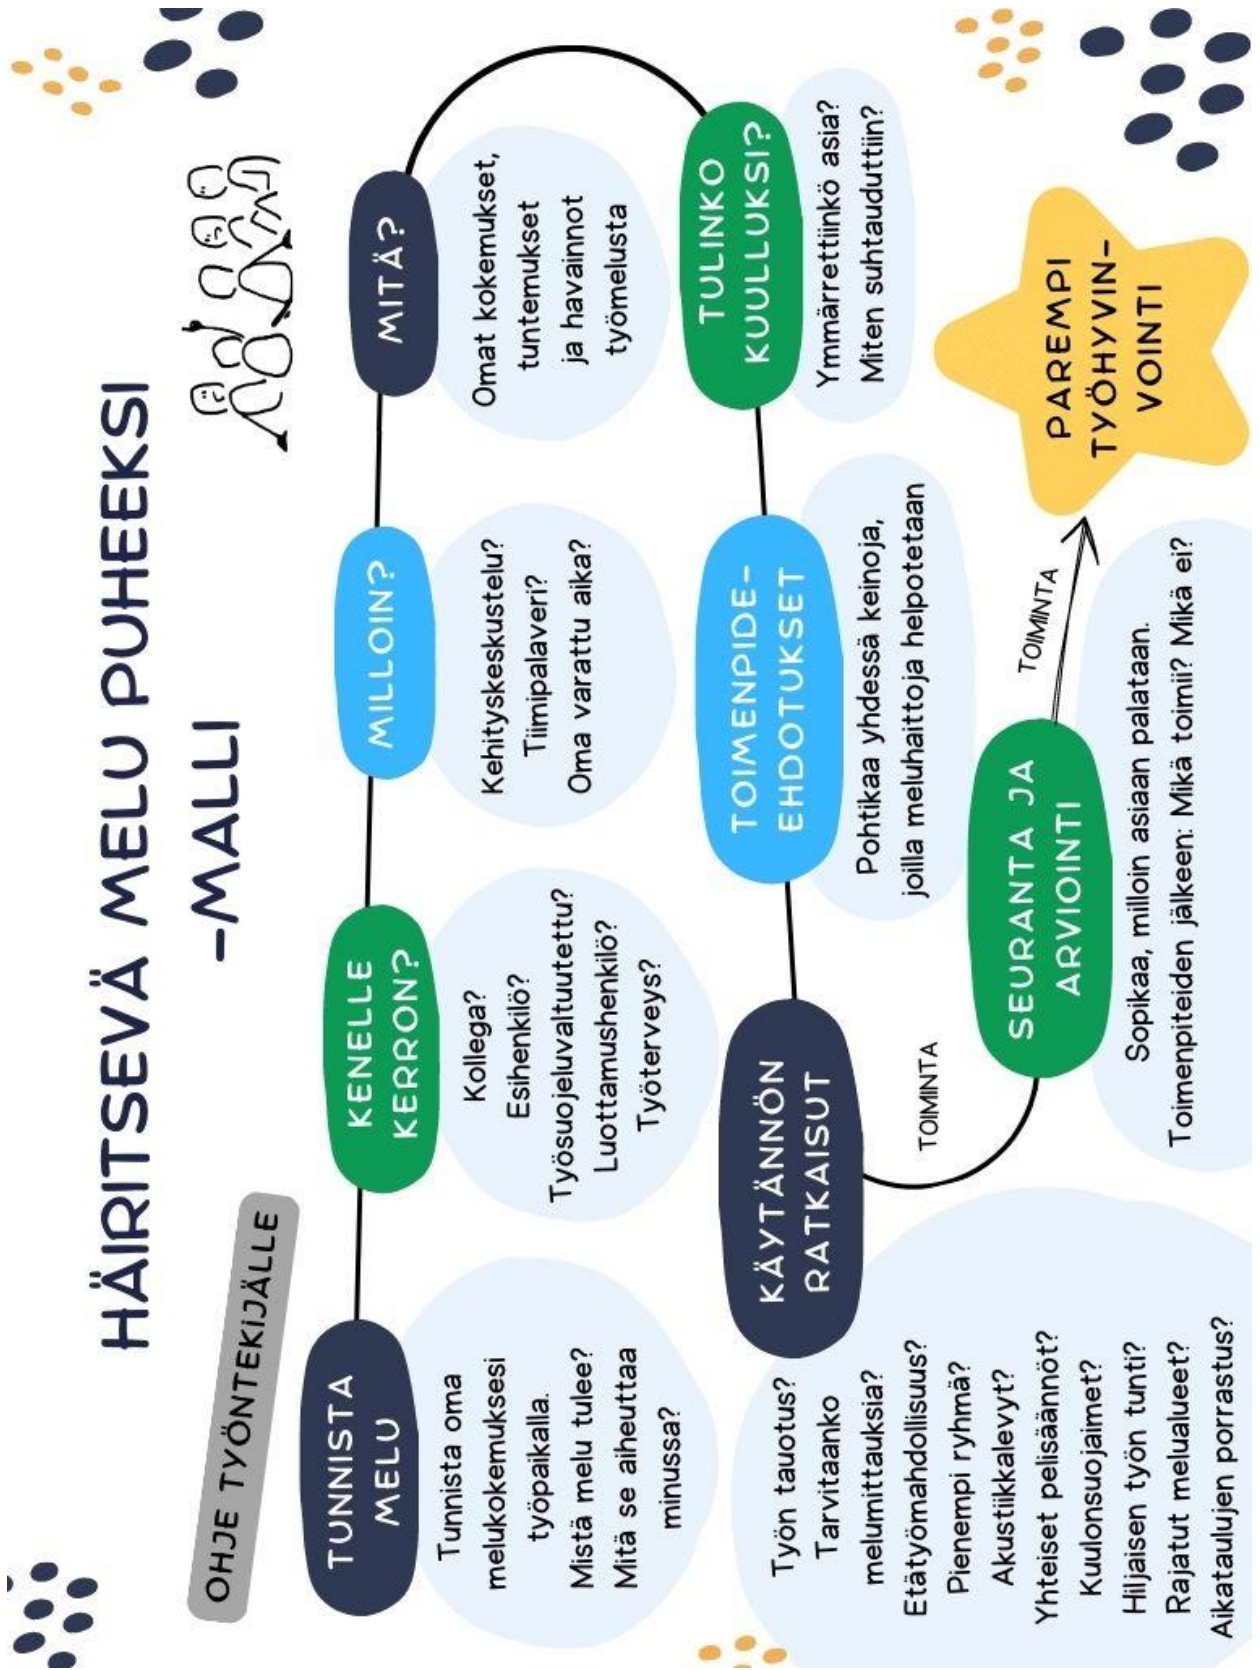 HÄIRITSEVÄ MELU PUHEEKSI
-MALLI
OHJE TYÖNTEKIJÄLLE
TUNNISTA
MELU
Tunnista oma
melukokemuksesi
työpaikalla.
Mistä melu tulee?
Mitä se aiheuttaa
minussa?
KENELLE
KERRON?
Kollega?
Esihenkilö?
Työsuojeluvaltuutettu?
Luottamushenkilö?
Työterveys?
MILLOIN?
Kehityskeskustelu?
Tiimipalaveri?
Oma varattu aika?
MITÄ?
Omat kokemukset,
tuntemukset
ja havainnot
työmelusta
TULINKO
KUULLUKSI?
Ymmärrettiinkö asia?
Miten suhtauduttiin?
TOIMENPIDE-
EHDOTUKSET
Pohtikaa yhdessä keinoja,
joilla meluhaittoja helpotetaan
KÄYTÄNNÖN
RATKAISUT
Työn tauotus?
Tarvitaanko
melumittauksia?
Etätyömahdollisuus?
Pienempi ryhmä?
Akustiikkalevyt?
Yhteiset pelisäännöt?
Kuulonsuojaimet?
Hiljaisen työn tunti?
Rajatut melualueet?
Aikataulujen porrastus?
TOIMINTA
SEURANTA JA
ARVIOINTI
Sopikaa, milloin asiaan palataan.
Toimenpiteiden jälkeen: Mikä toimii? Mikä ei?
TOIMINTA
PAREMPI
TYÖHYVIN-
VOINTI